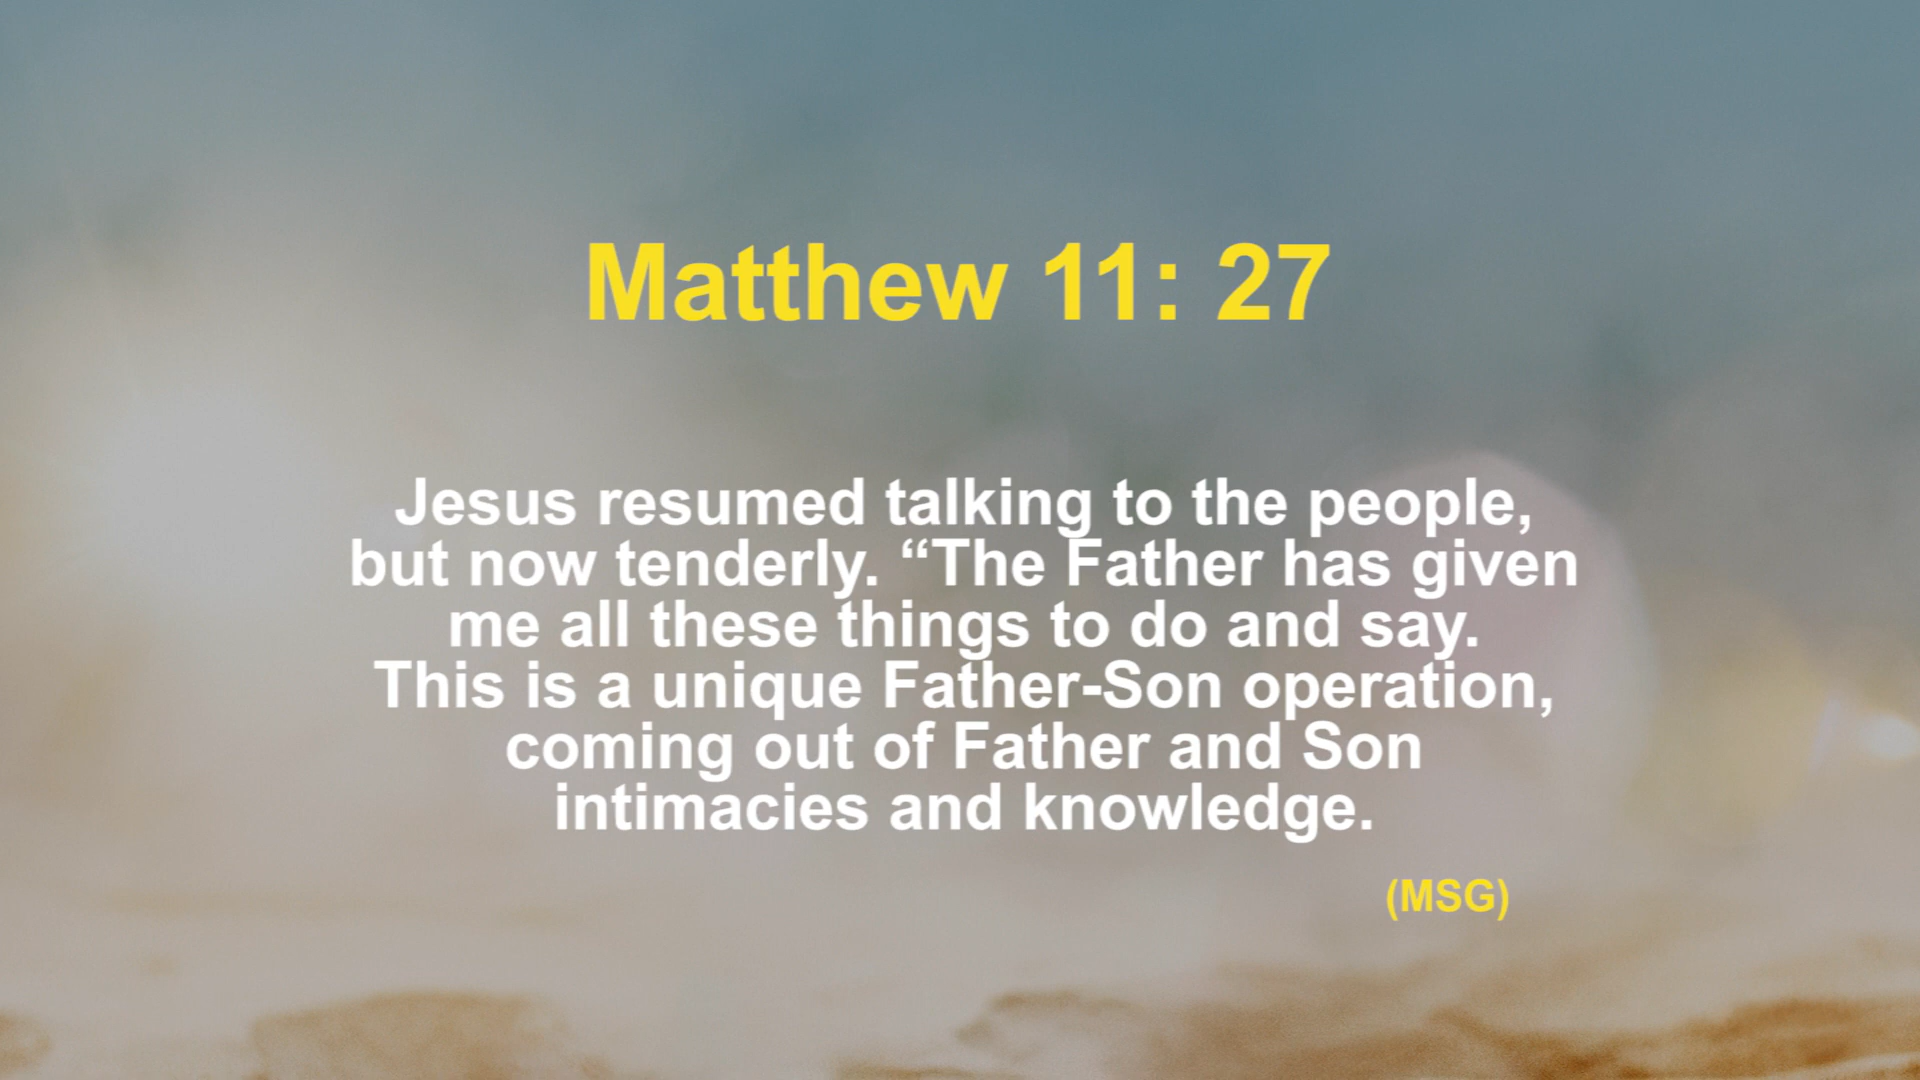 Matthew 11: 27
Jesus resumed talking to the people,
but now tenderly. “The Father has given
me all these things to do and say.
This is a unique Father-Son operation,
coming out of Father and Son
intimacies and knowledge.
(MSG)